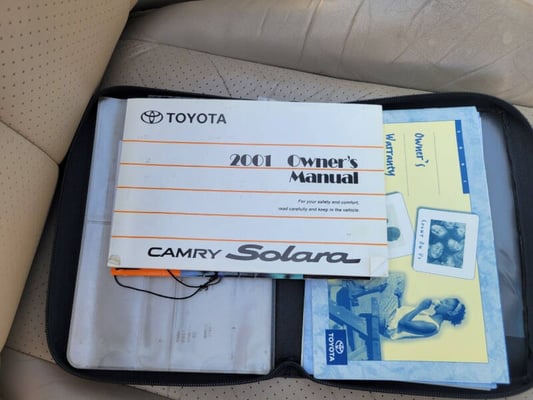 TOYOTA
2001 Owner's
Manual
For your safety and comfort,
read carefully and keep in the vehicle.
CAMRY Solara
Owner's
Warranty
TOYOTA